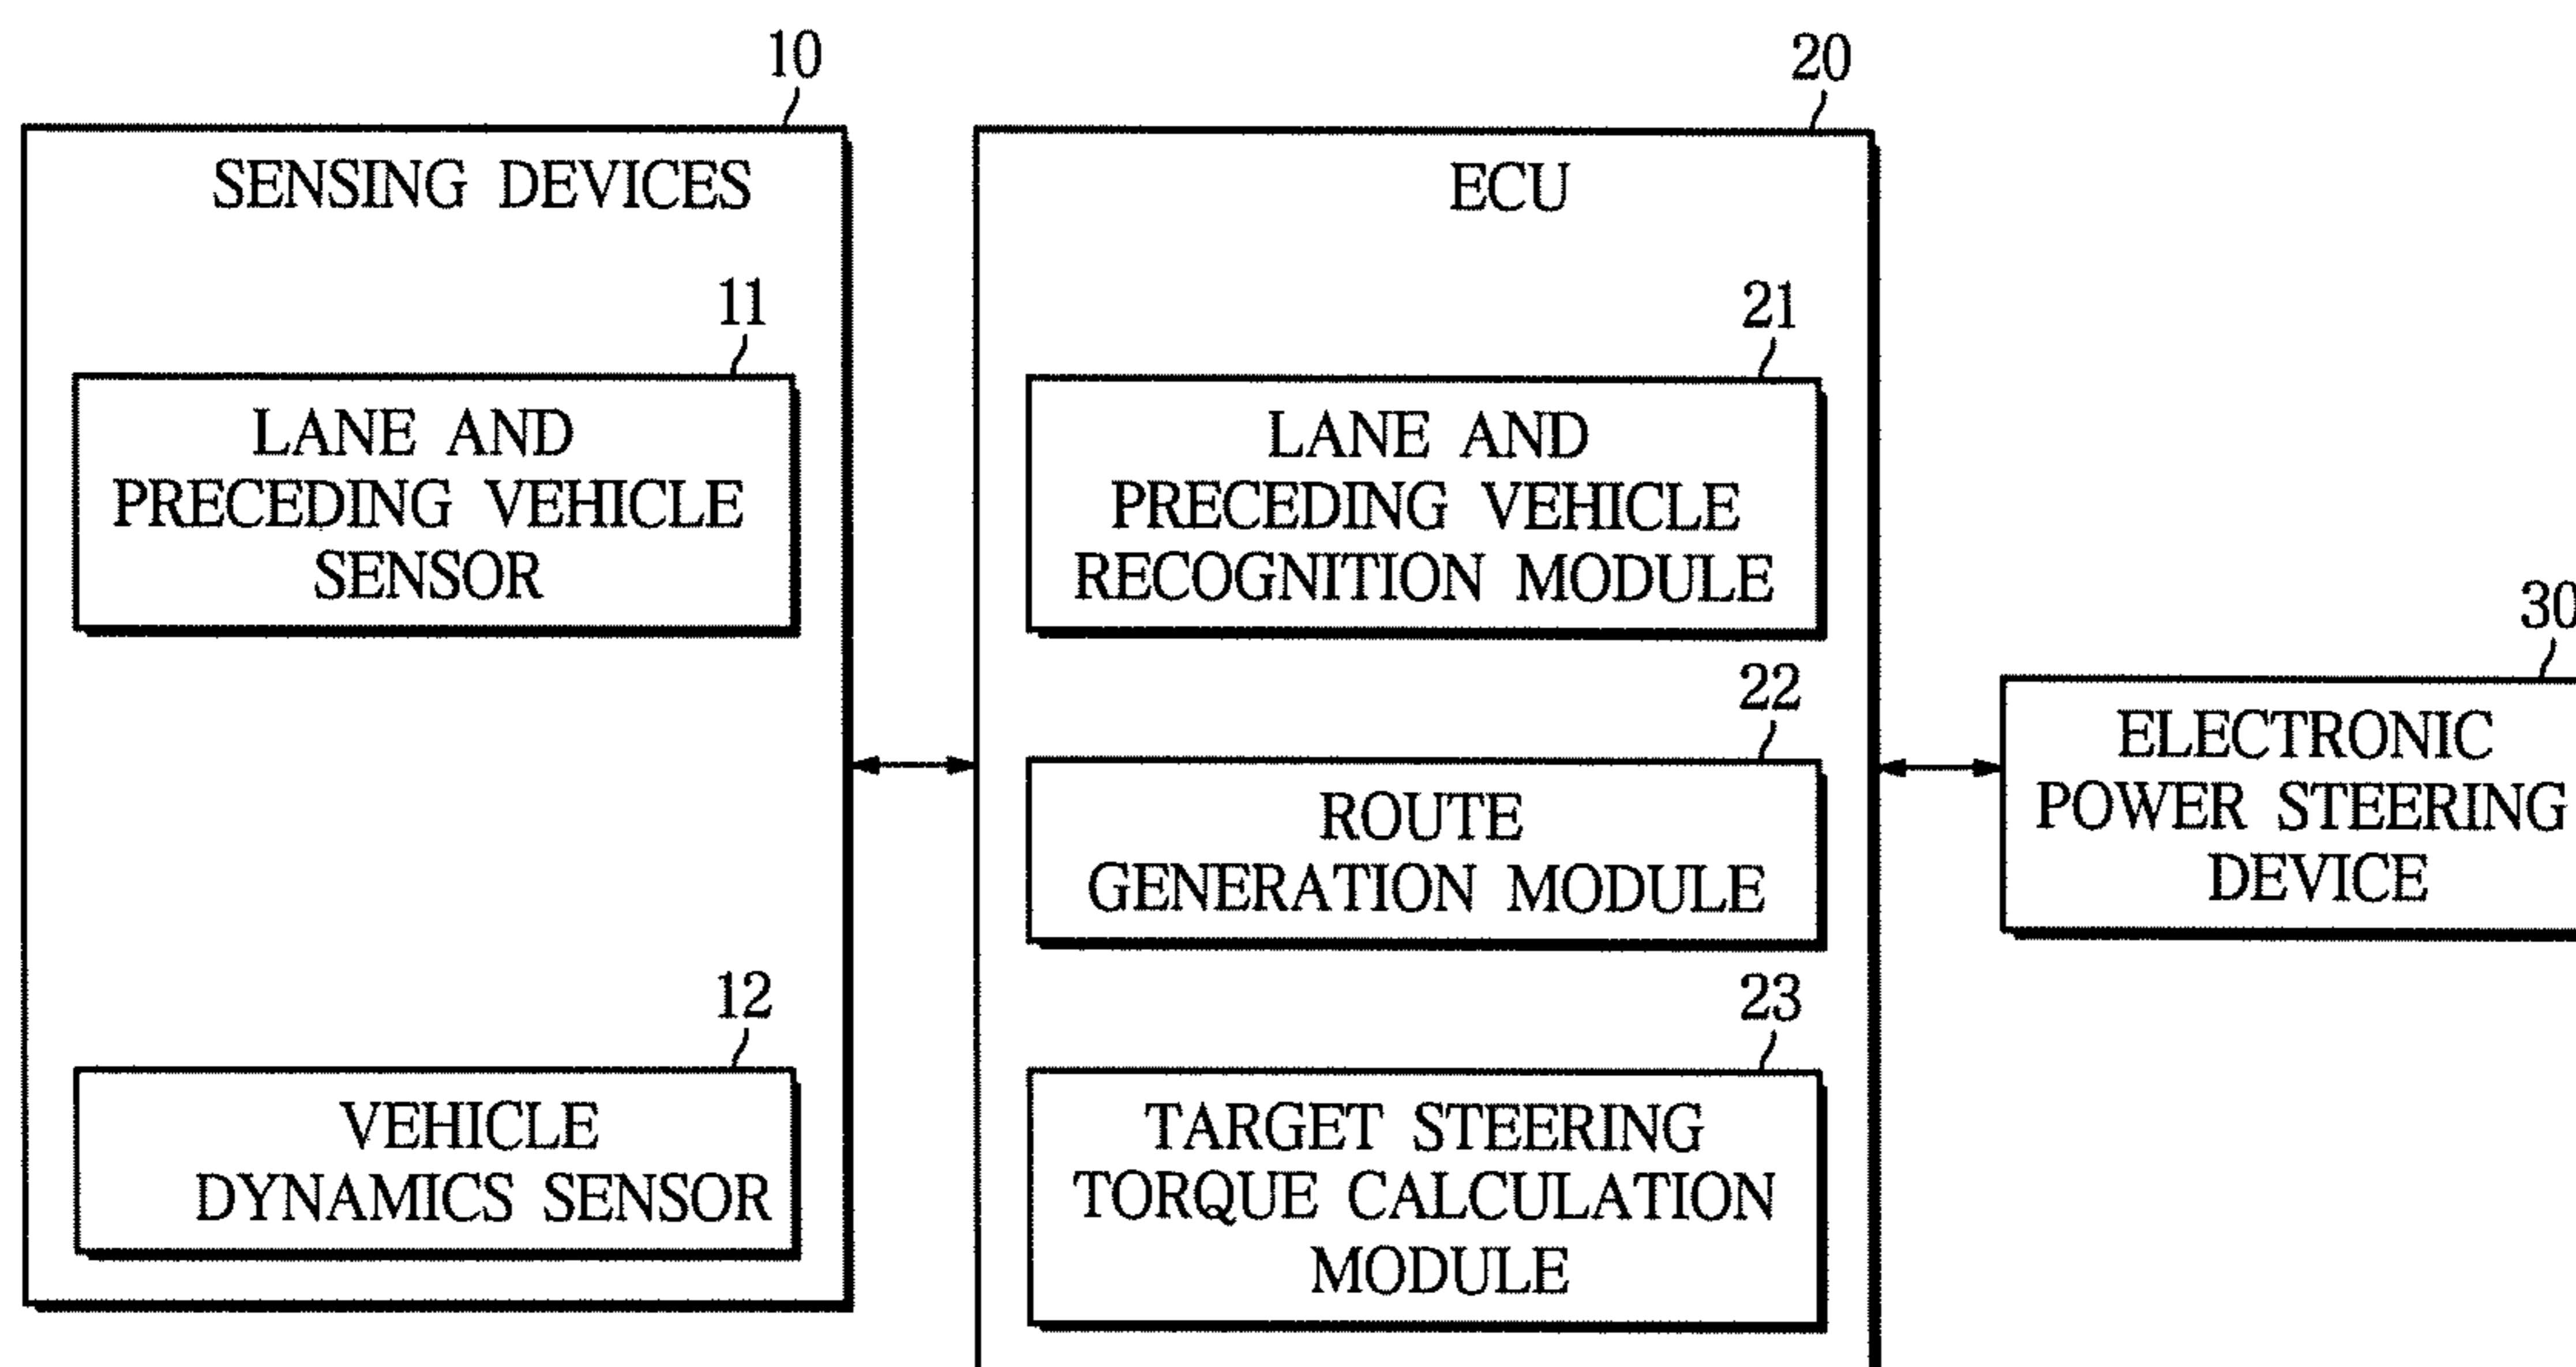 10
SENSING DEVICES
11
LANE AND
PRECEDING VEHICLE
SENSOR
12
VEHICLE
DYNAMICS SENSOR
20
ECU
21
LANE AND
PRECEDING VEHICLE
RECOGNITION MODULE
22
ROUTE
GENERATION MODULE
23
TARGET STEERING
TORQUE CALCULATION
MODULE
30
ELECTRONIC
POWER STEERING
DEVICE